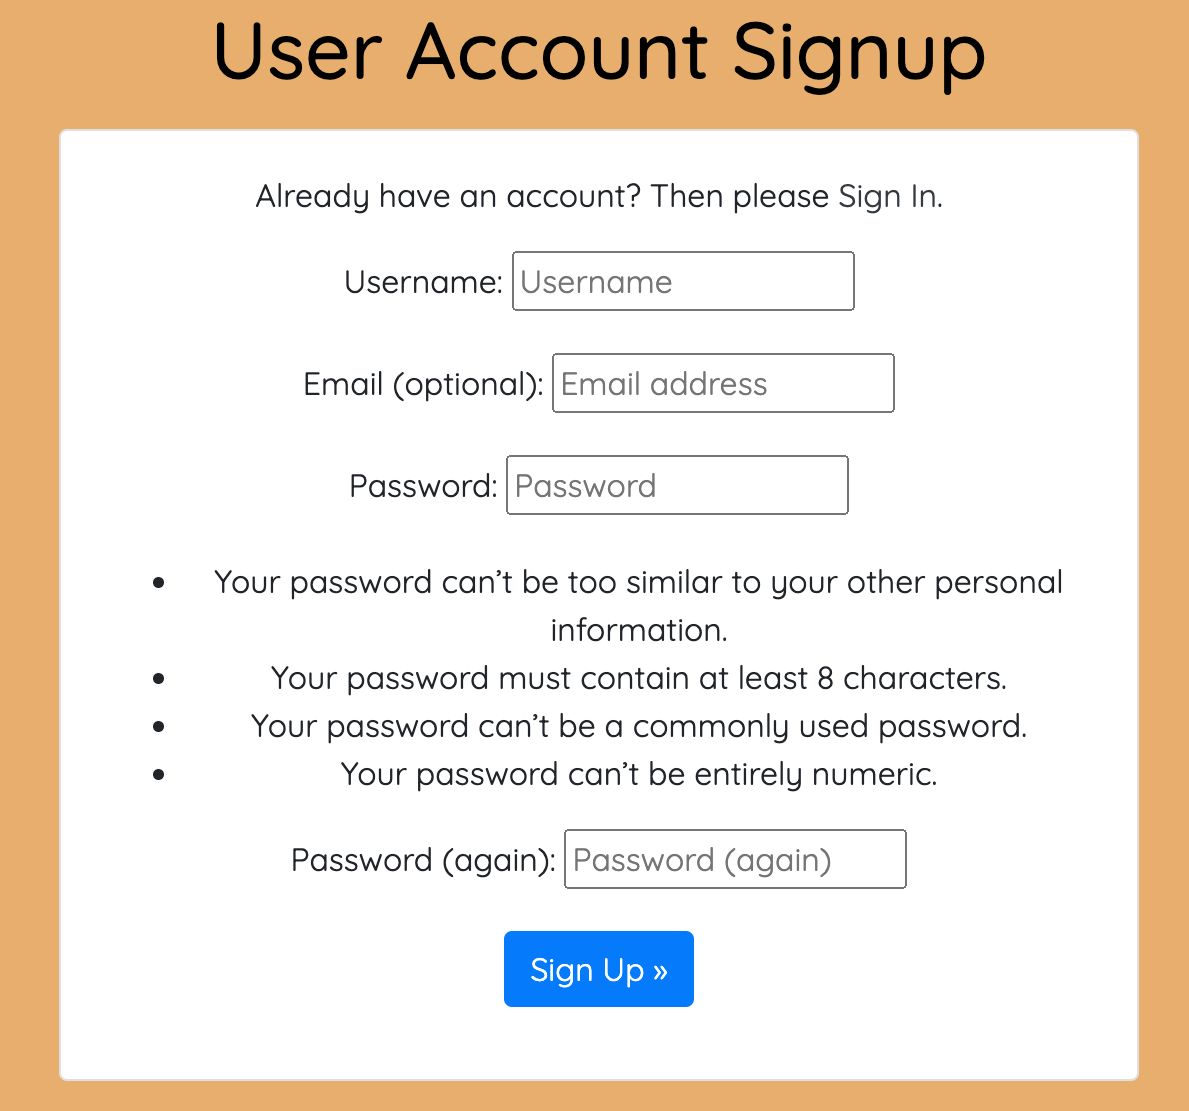 User Account Signup
Already have an account? Then please Sign In.
Username: Username
Email (optional): Email address
Password: Password
• Your password can’t be too similar to your other personal
information.
• Your password must contain at least 8 characters.
• Your password can’t be a commonly used password.
• Your password can’t be entirely numeric.
Password (again): Password (again)
Sign Up »